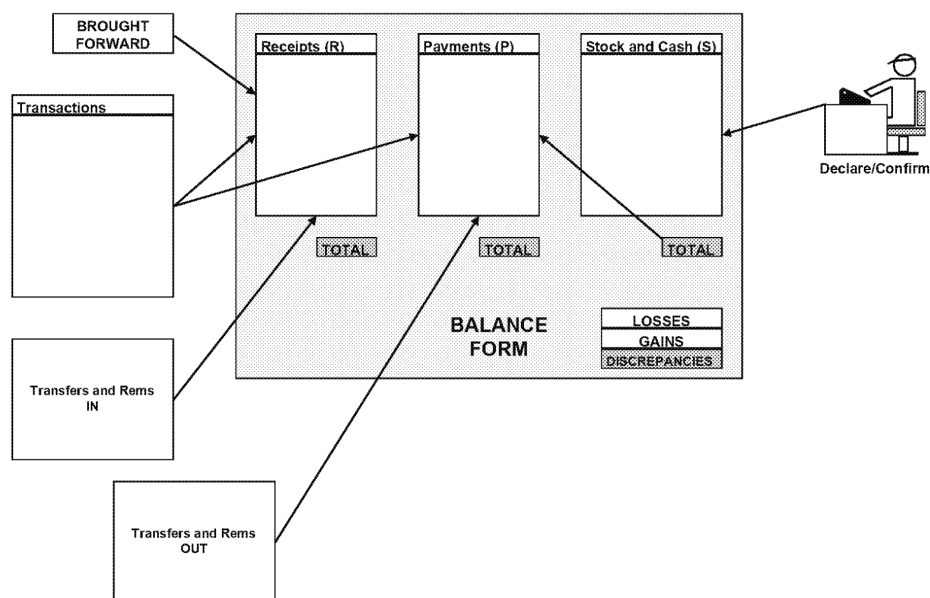 BROUGHT
FORWARD
Receipts (R)
Payments (P)
Stock and Cash (S)
Transactions
Declare/Confirm
TOTAL
TOTAL
TOTAL
BALANCE
FORM
LOSSES
GAINS
DISCREPANCIES
Transfers and Rems
IN
Transfers and Rems
OUT